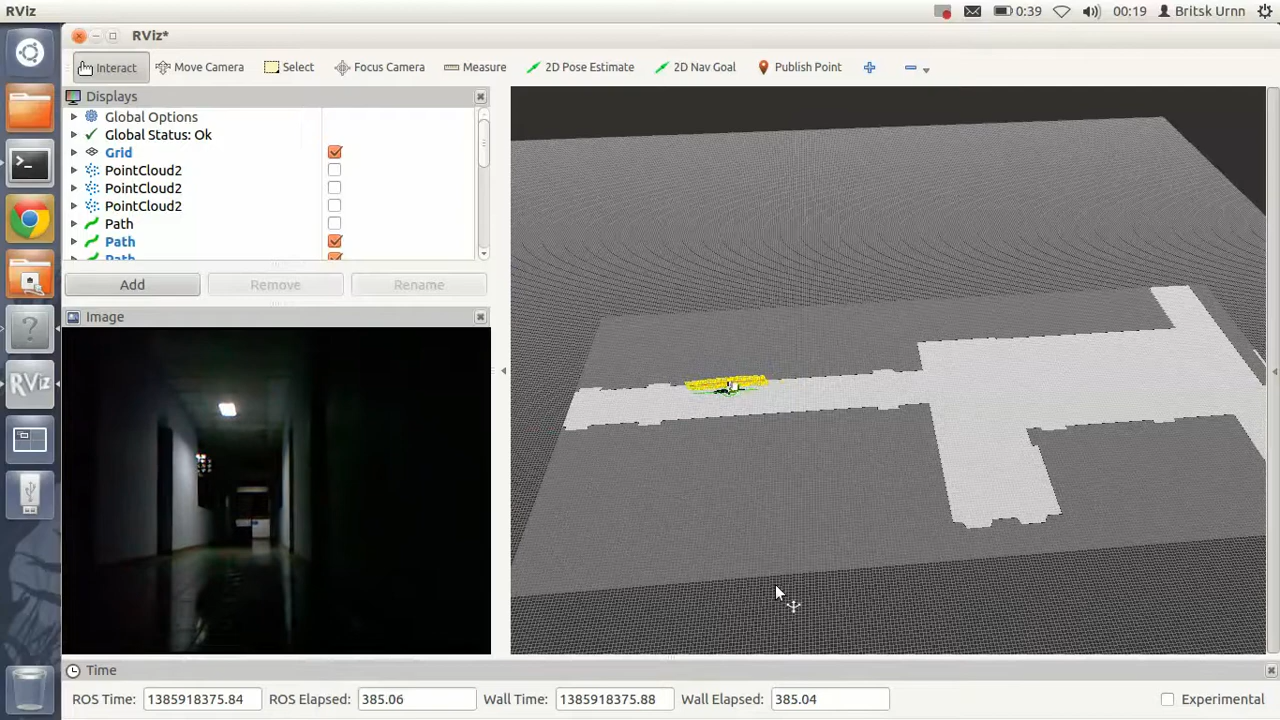 RViz
0:39
00:19
Britsk Urnn
RViz*
Interact
Move Camera
Select
Focus Camera
Measure
2D Pose Estimate
2D Nav Goal
Publish Point
Displays
Global Options
Global Status: Ok
Grid
PointCloud2
PointCloud2
PointCloud2
Path
Path
Path
Add
Remove
Rename
Image
RViz
Time
ROS Time:
1385918375.84
ROS Elapsed:
385.06
Wall Time:
1385918375.88
Wall Elapsed:
385.04
Experimental